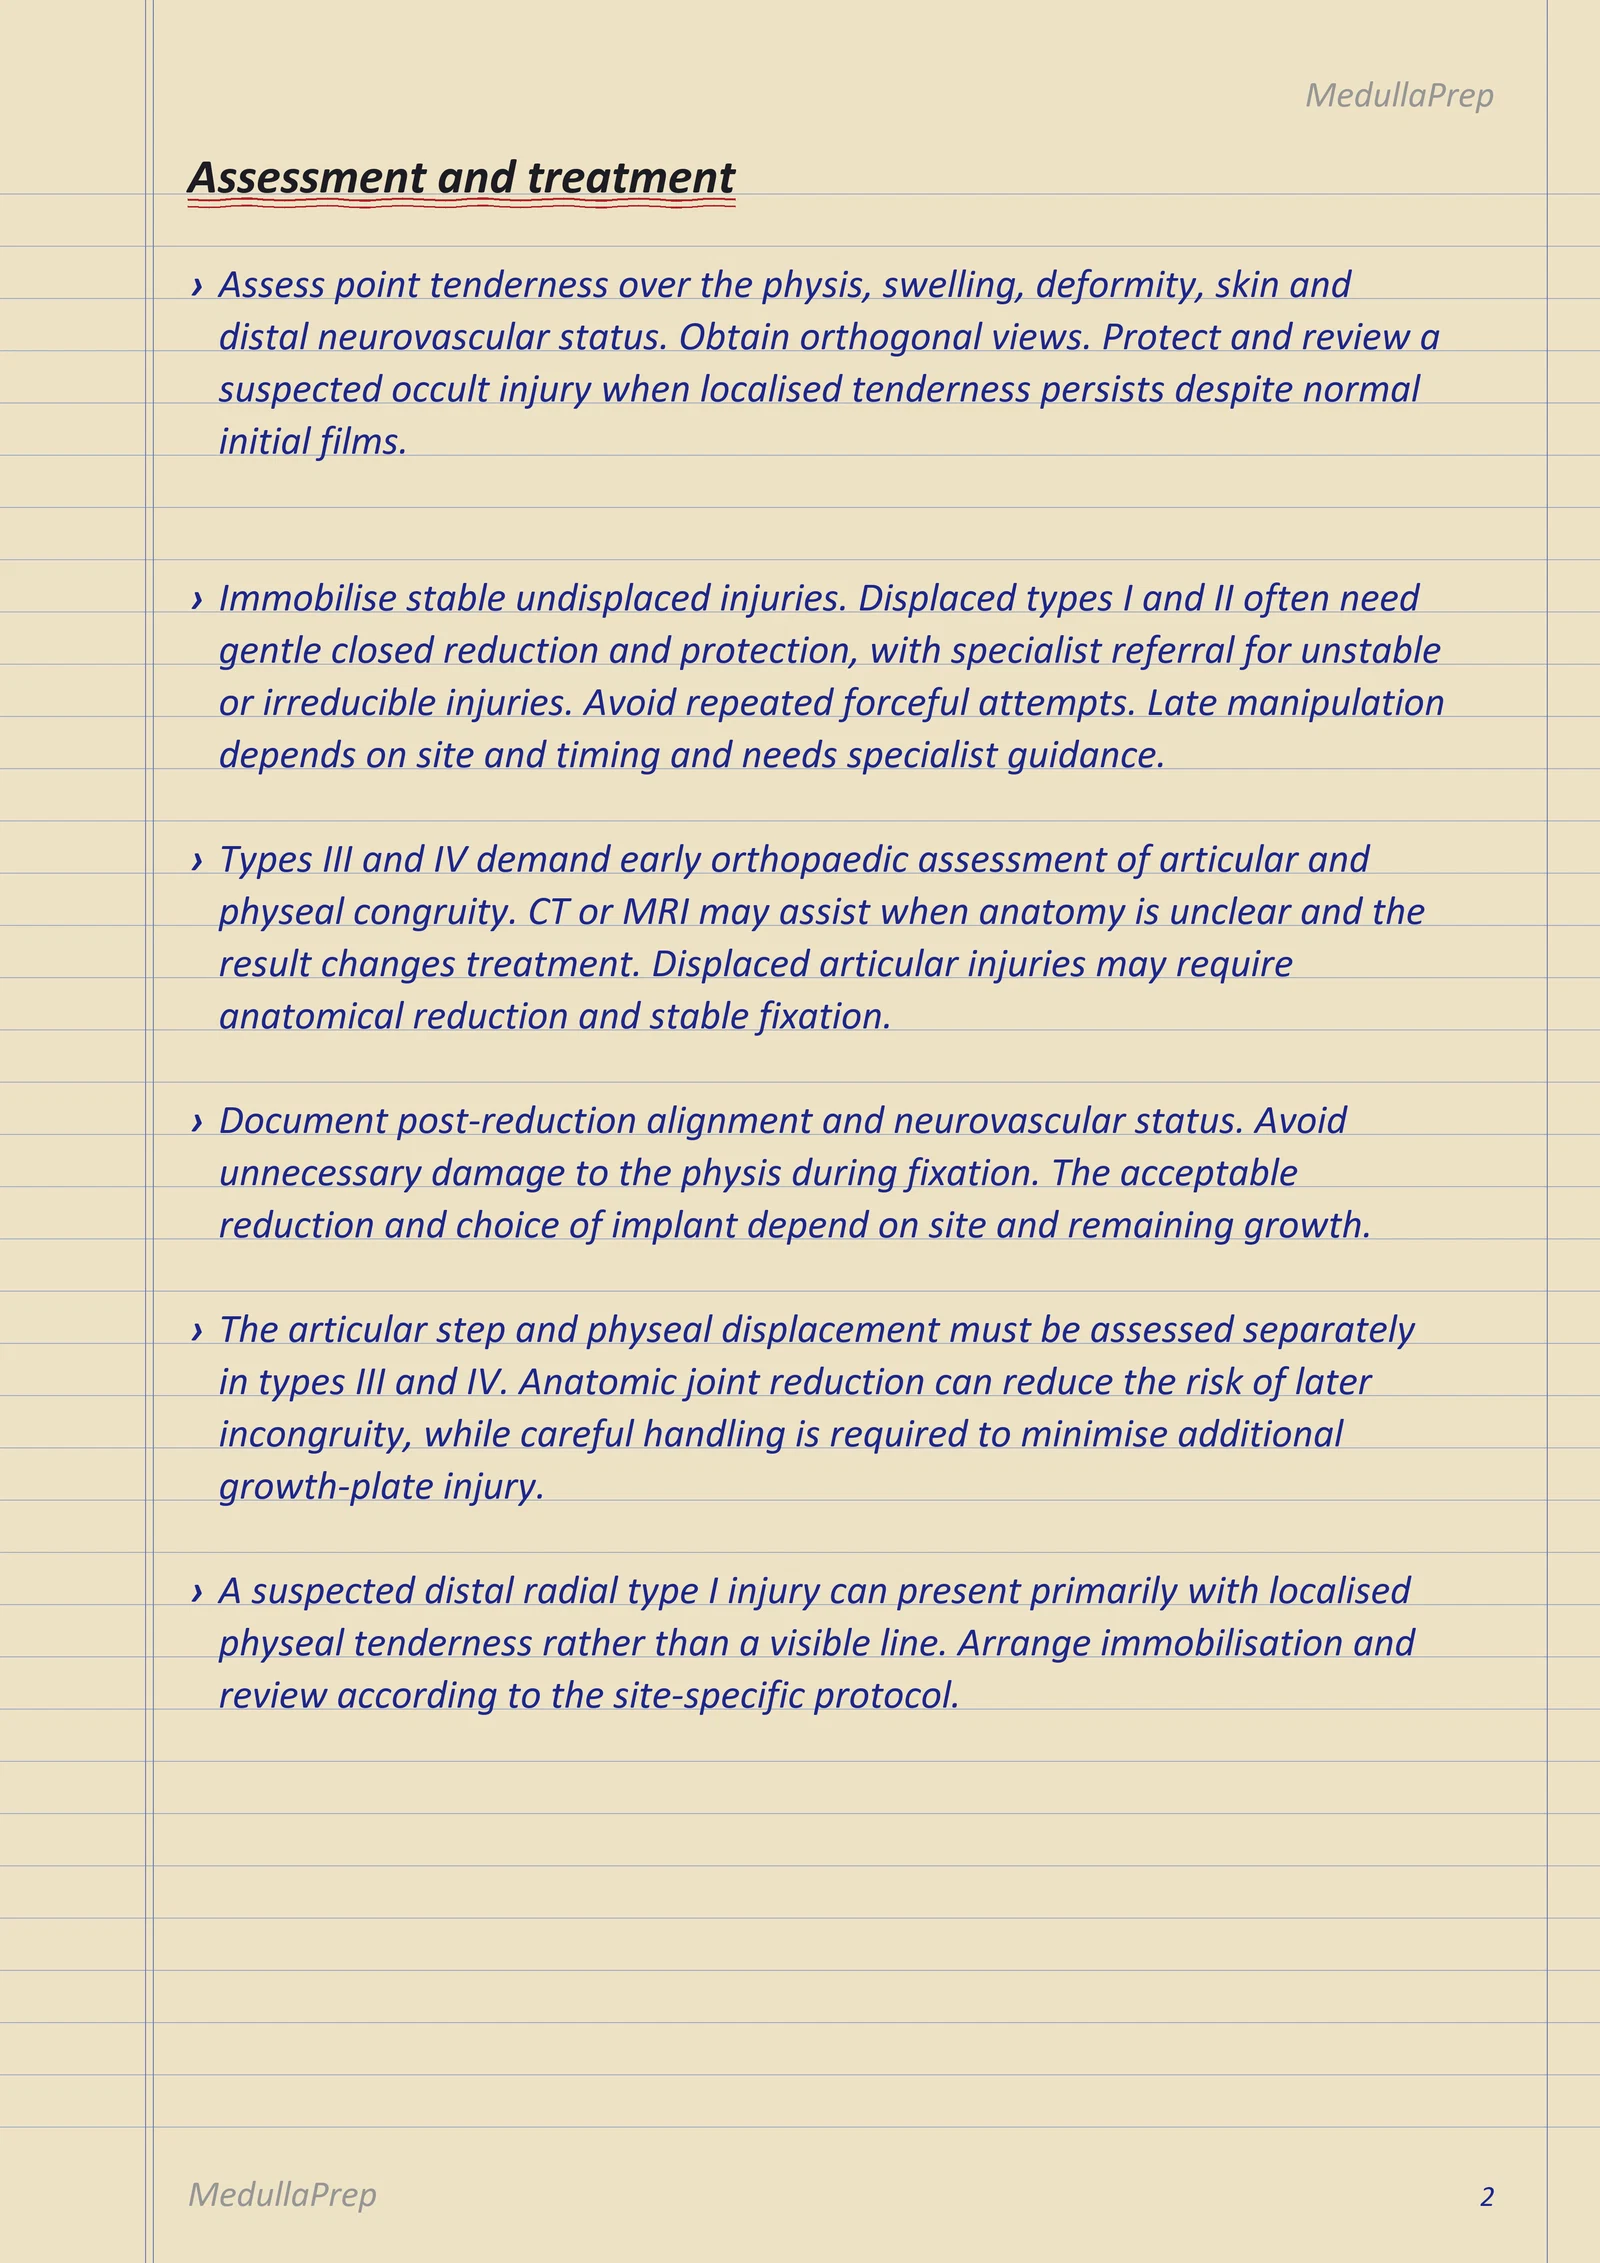 MedullaPrep
Assessment and treatment
› Assess point tenderness over the physis, swelling, deformity, skin and
distal neurovascular status. Obtain orthogonal views. Protect and review a
suspected occult injury when localised tenderness persists despite normal
initial films.
› Immobilise stable undisplaced injuries. Displaced types I and II often need
gentle closed reduction and protection, with specialist referral for unstable
or irreducible injuries. Avoid repeated forceful attempts. Late manipulation
depends on site and timing and needs specialist guidance.
› Types III and IV demand early orthopaedic assessment of articular and
physeal congruity. CT or MRI may assist when anatomy is unclear and the
result changes treatment. Displaced articular injuries may require
anatomical reduction and stable fixation.
› Document post-reduction alignment and neurovascular status. Avoid
unnecessary damage to the physis during fixation. The acceptable
reduction and choice of implant depend on site and remaining growth.
› The articular step and physeal displacement must be assessed separately
in types III and IV. Anatomic joint reduction can reduce the risk of later
incongruity, while careful handling is required to minimise additional
growth-plate injury.
› A suspected distal radial type I injury can present primarily with localised
physeal tenderness rather than a visible line. Arrange immobilisation and
review according to the site-specific protocol.
MedullaPrep
2